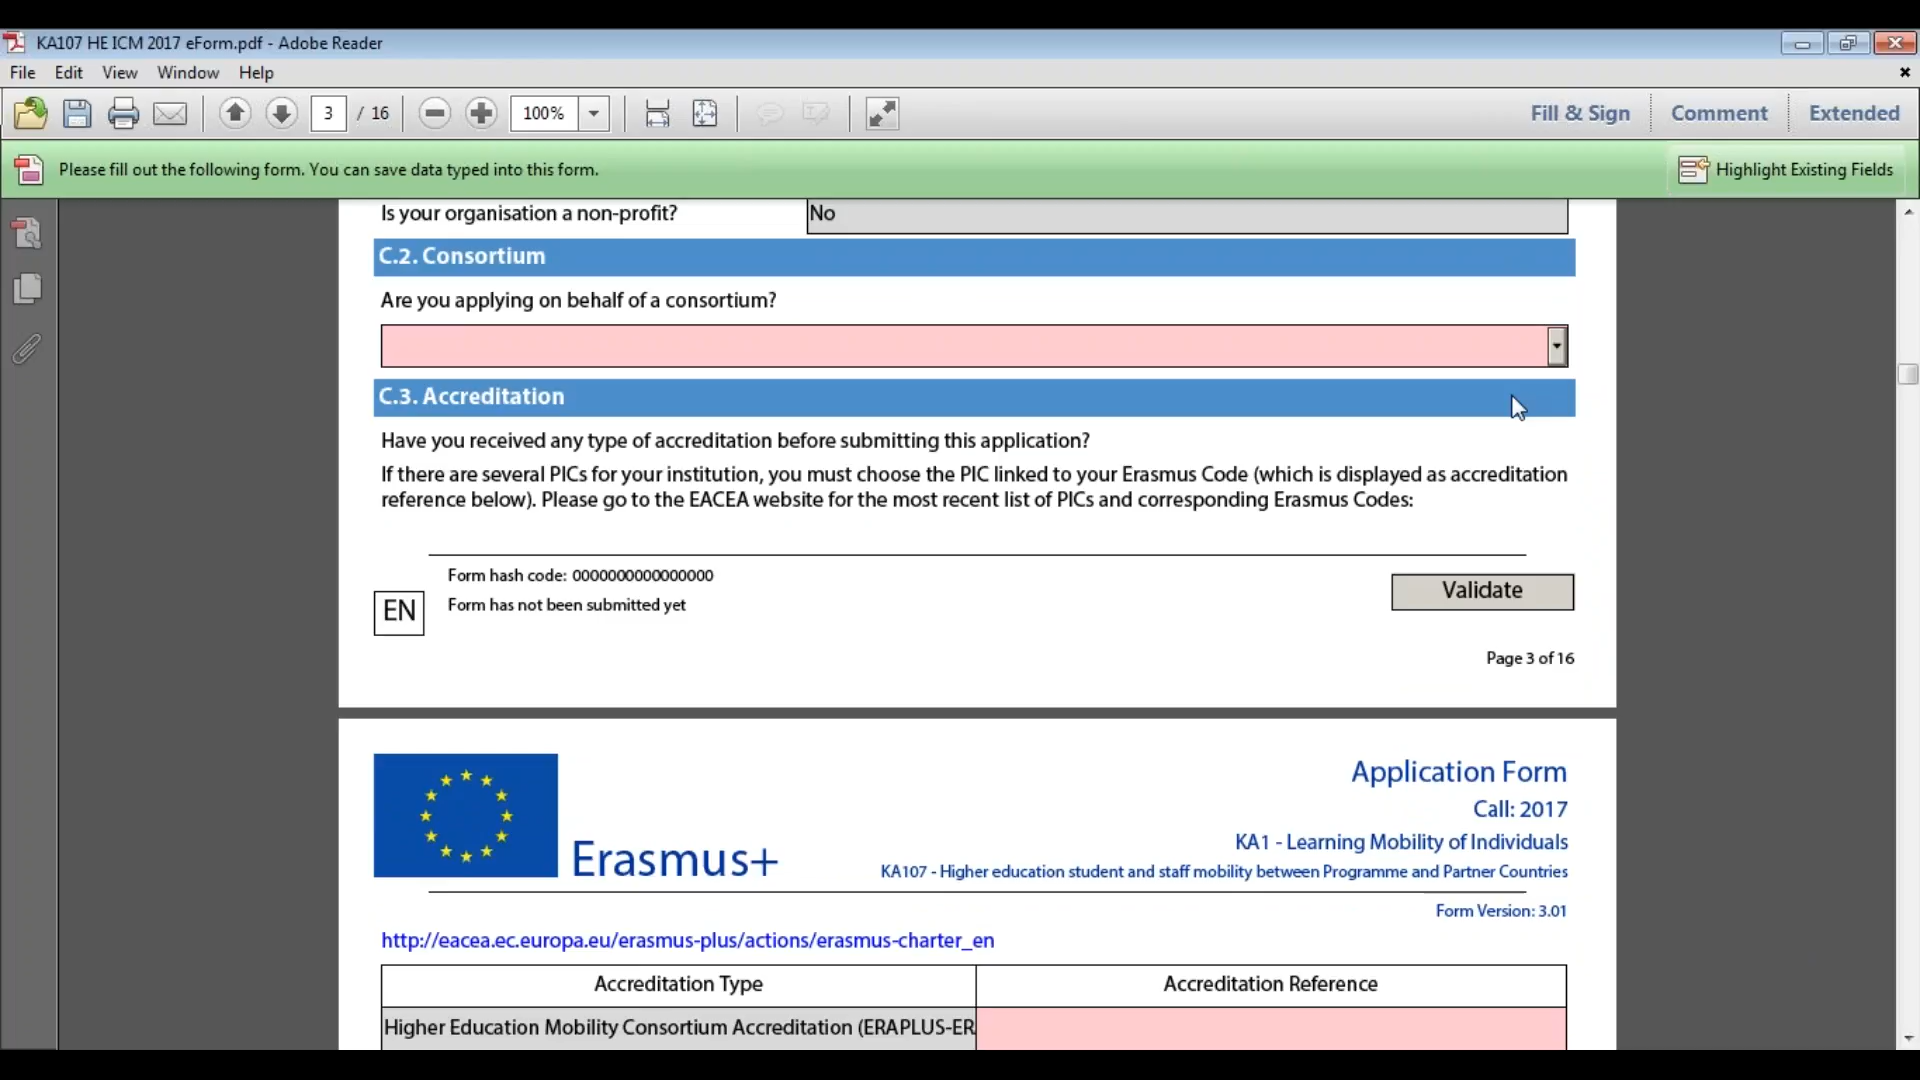 KA107 HE ICM 2017 eForm.pdf - Adobe Reader
File Edit View Window Help
3 / 16 100% Fill & Sign Comment Extended
Please fill out the following form. You can save data typed into this form. Highlight Existing Fields
Is your organisation a non-profit? No
C.2. Consortium
Are you applying on behalf of a consortium?
C.3. Accreditation
Have you received any type of accreditation before submitting this application?
If there are several PICs for your institution, you must choose the PIC linked to your Erasmus Code (which is displayed as accreditation
reference below). Please go to the EACEA website for the most recent list of PICs and corresponding Erasmus Codes:
Form hash code: 0000000000000000
EN Form has not been submitted yet
Validate
Page 3 of 16
Application Form
Call: 2017
Erasmus+
KA1 - Learning Mobility of Individuals
KA107 - Higher education student and staff mobility between Programme and Partner Countries
Form Version: 3.01
http://eacea.ec.europa.eu/erasmus-plus/actions/erasmus-charter_en
Accreditation Type Accreditation Reference
Higher Education Mobility Consortium Accreditation (ERAPLUS-ER